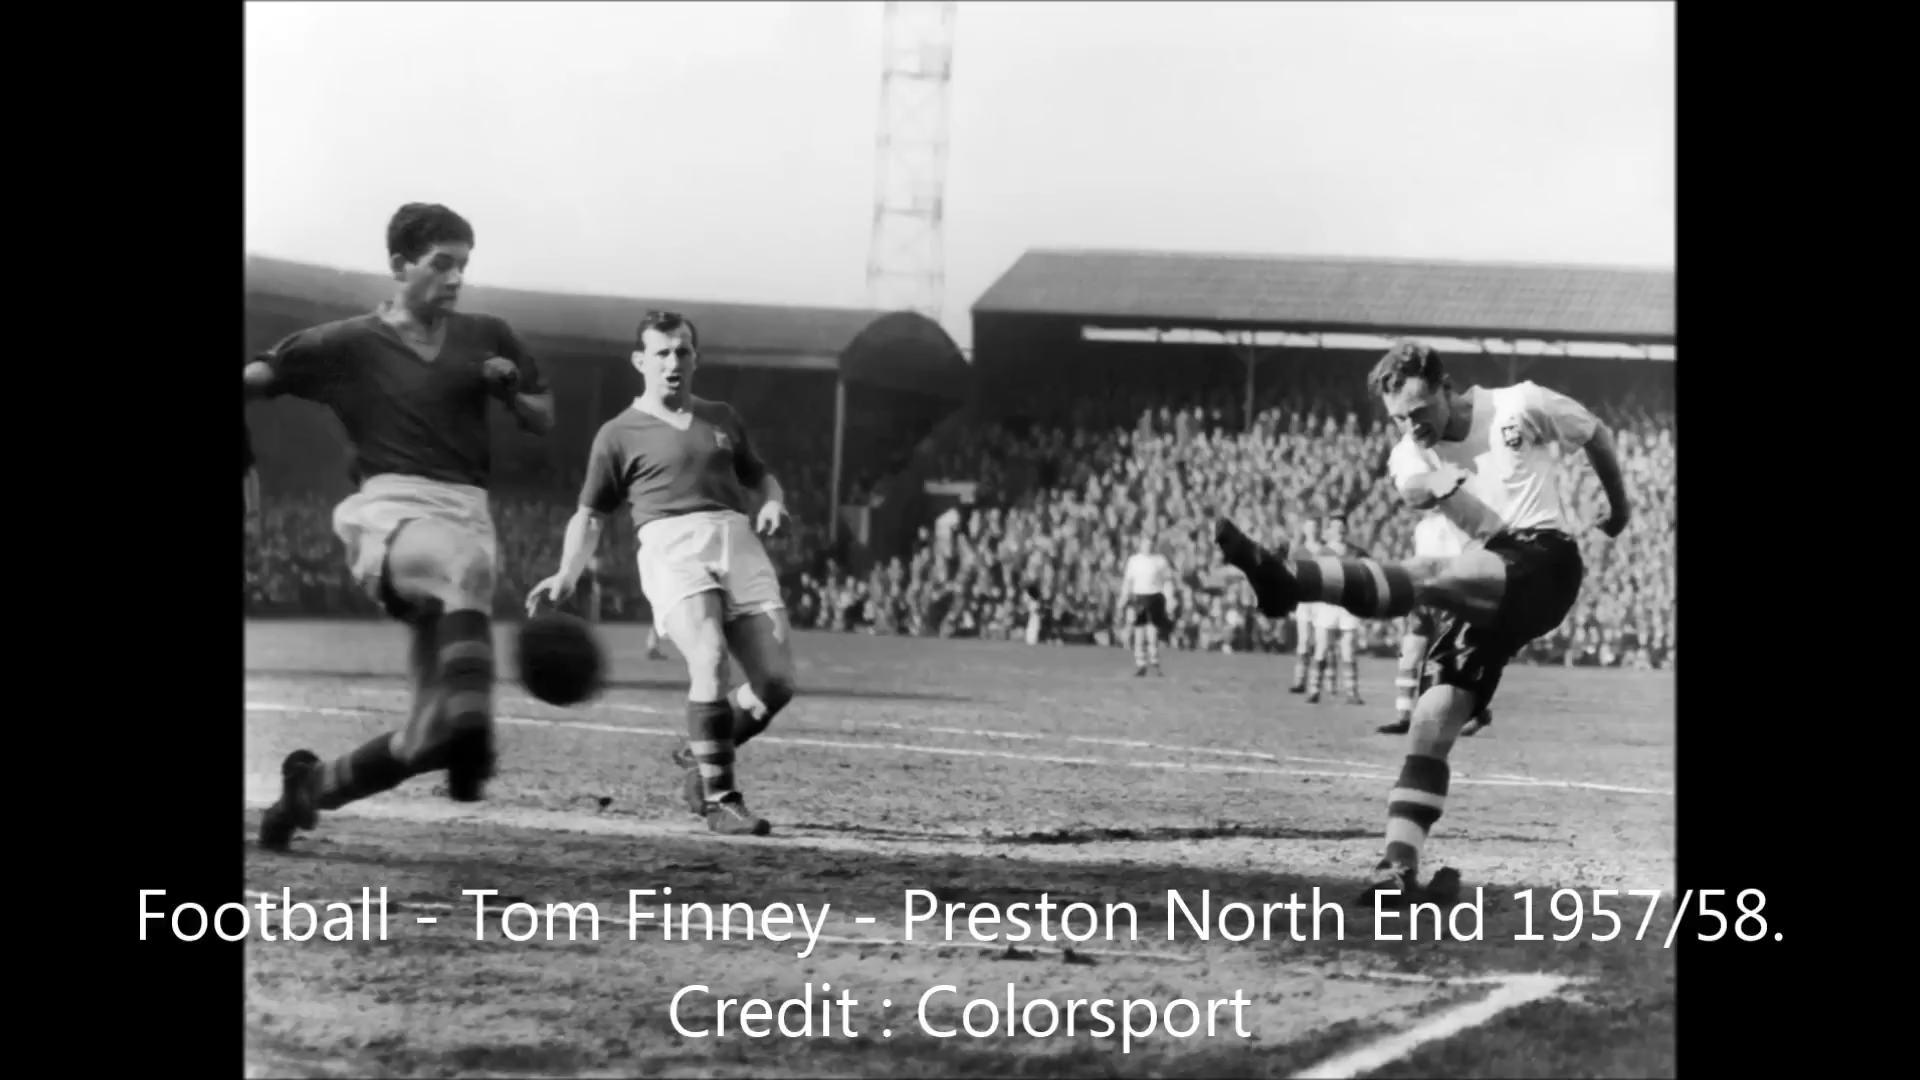 Football - Tom Finney - Preston North End 1957/58.
Credit : Colorsport